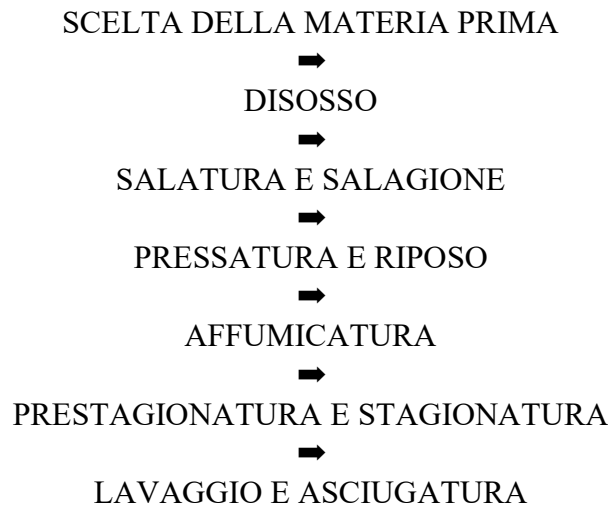 SCELTA DELLA MATERIA PRIMA
➡
DISOSSO
➡
SALATURA E SALAGIONE
➡
PRESSATURA E RIPOSO
➡
AFFUMICATURA
➡
PRESTAGIONATURA E STAGIONATURA
➡
LAVAGGIO E ASCIUGATURA